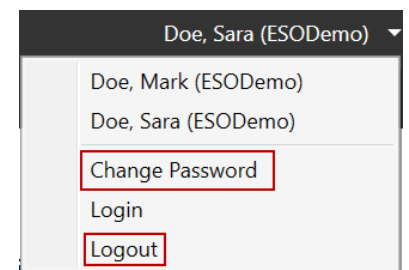 Doe, Sara (ESODemo)
Doe, Mark (ESODemo)
Doe, Sara (ESODemo)
Change Password
Login
Logout